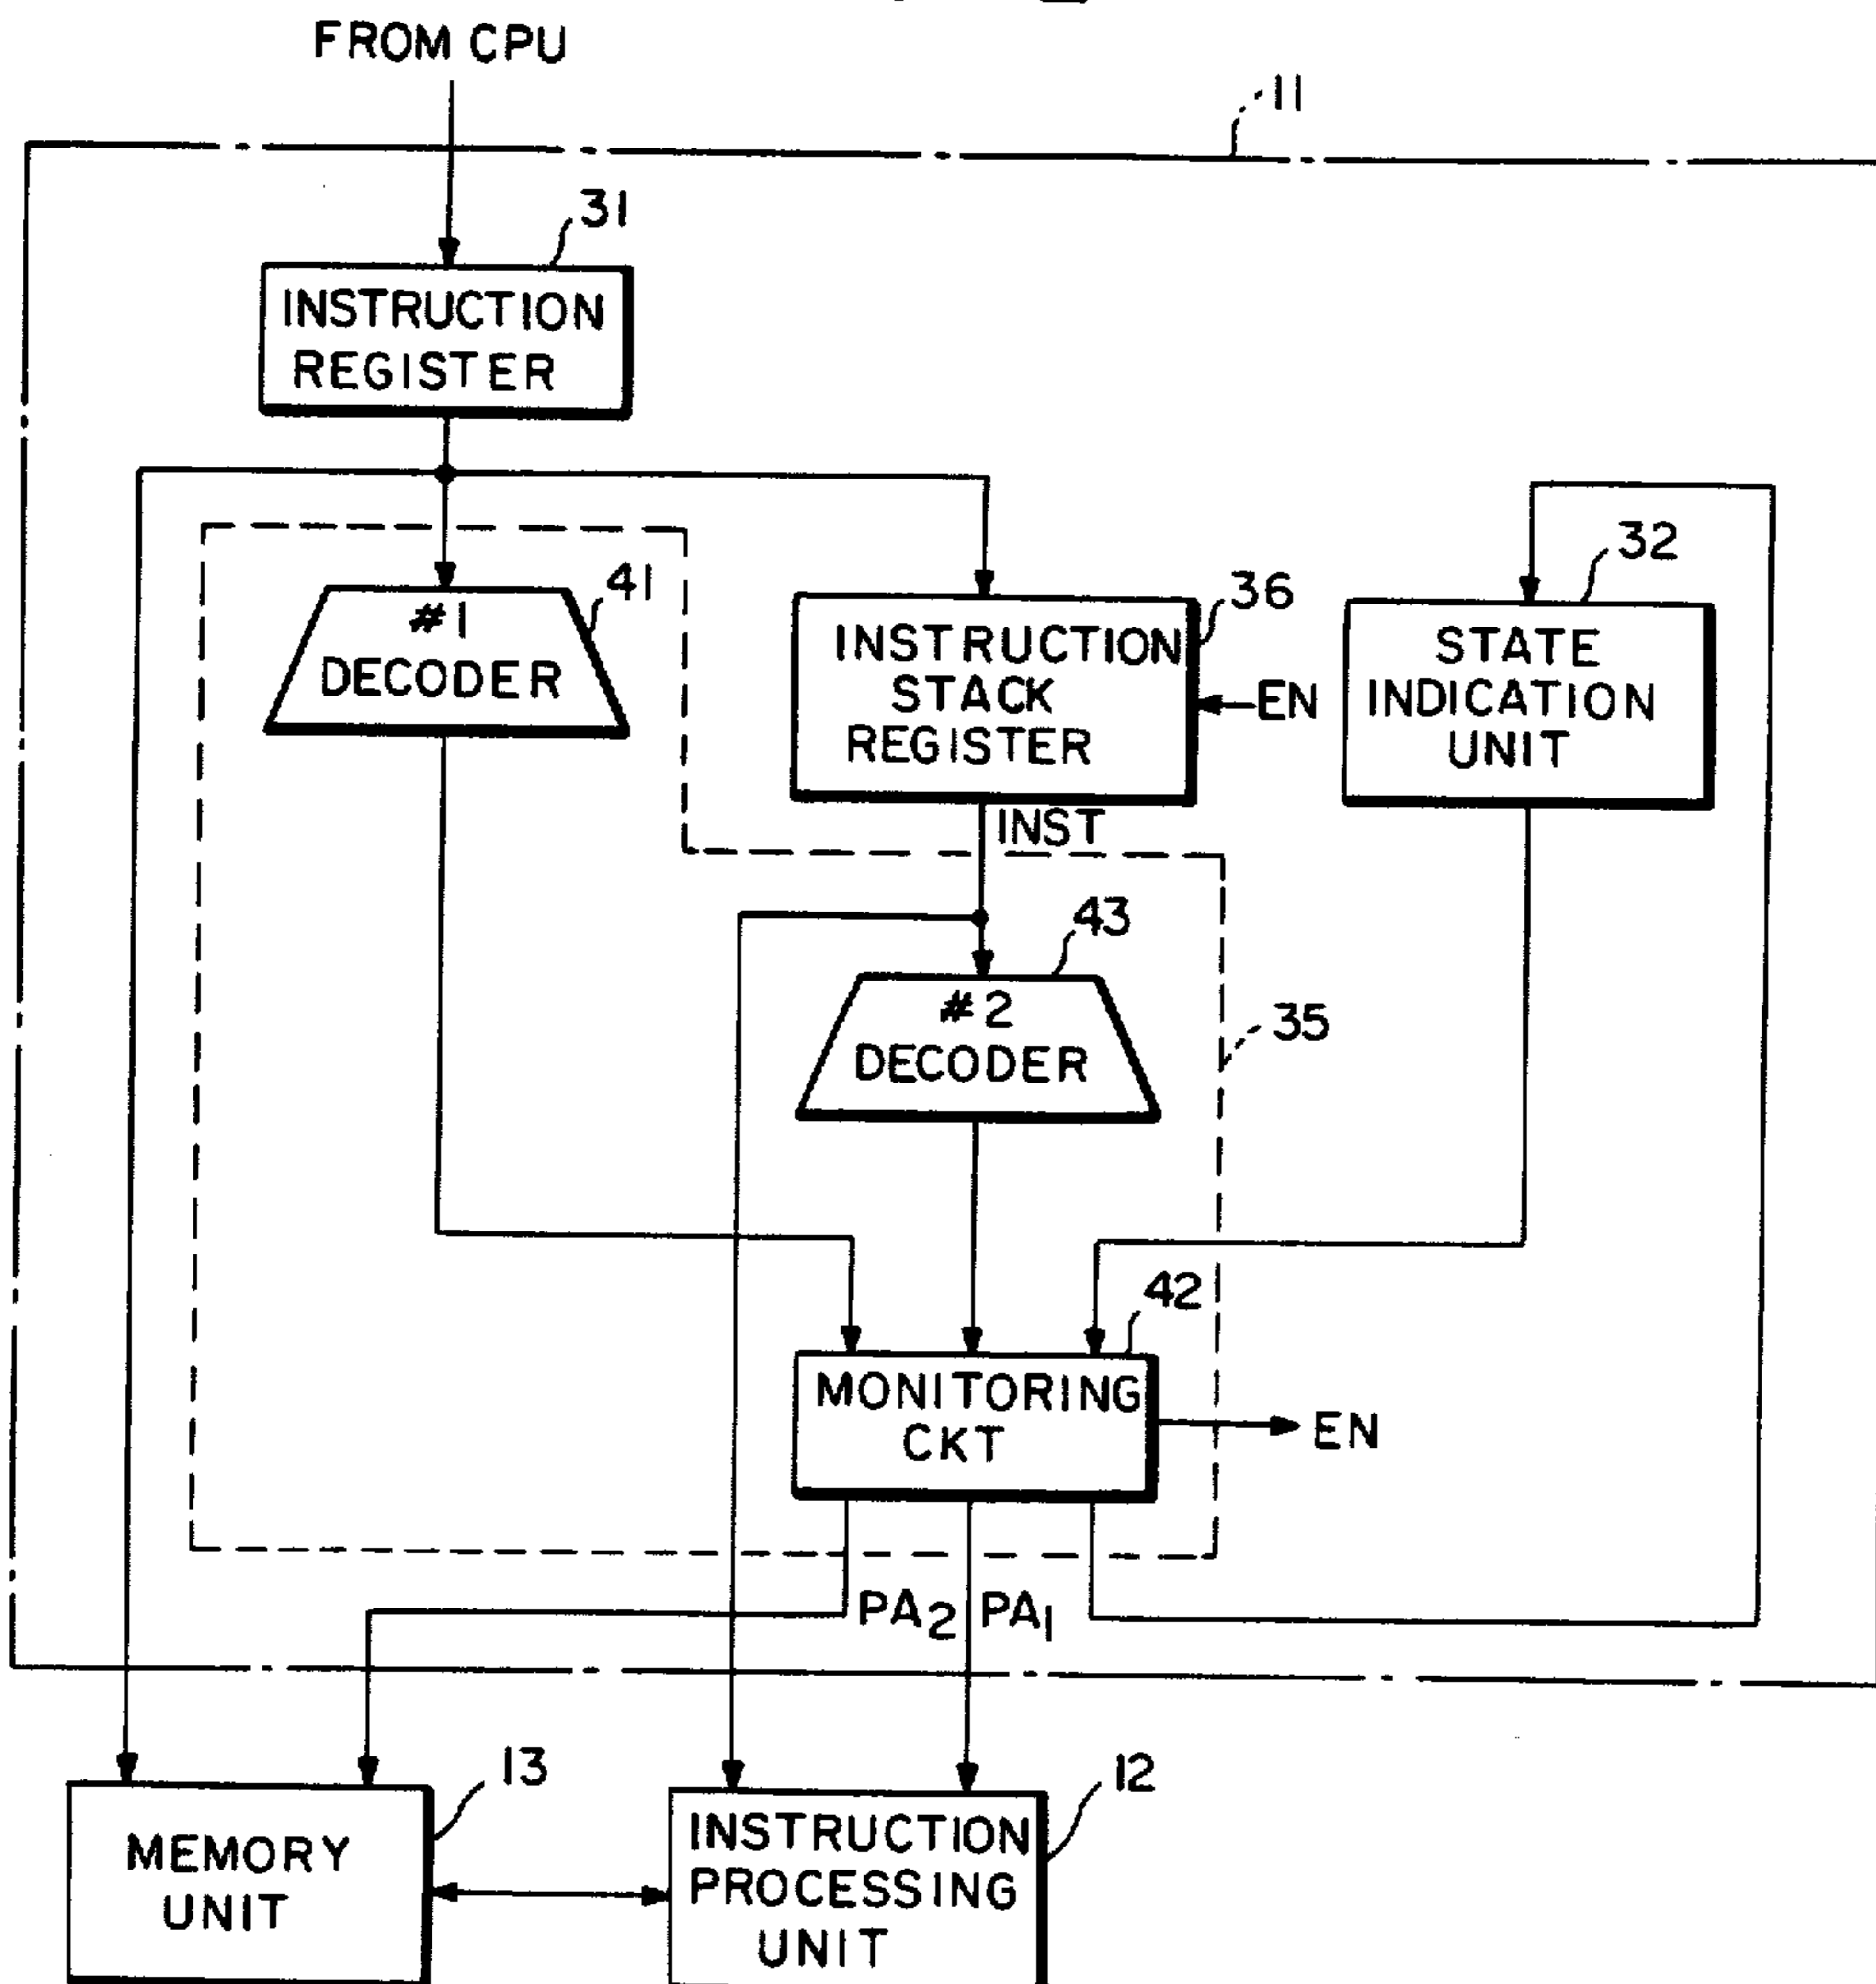 FROM CPU
11
31
INSTRUCTION
REGISTER
32
41
#1
DECODER
36
INSTRUCTION
STACK
REGISTER
EN
STATE
INDICATION
UNIT
INST
43
#2
DECODER
35
42
MONITORING
CKT
EN
PA2
PA1
13
MEMORY
UNIT
12
INSTRUCTION
PROCESSING
UNIT